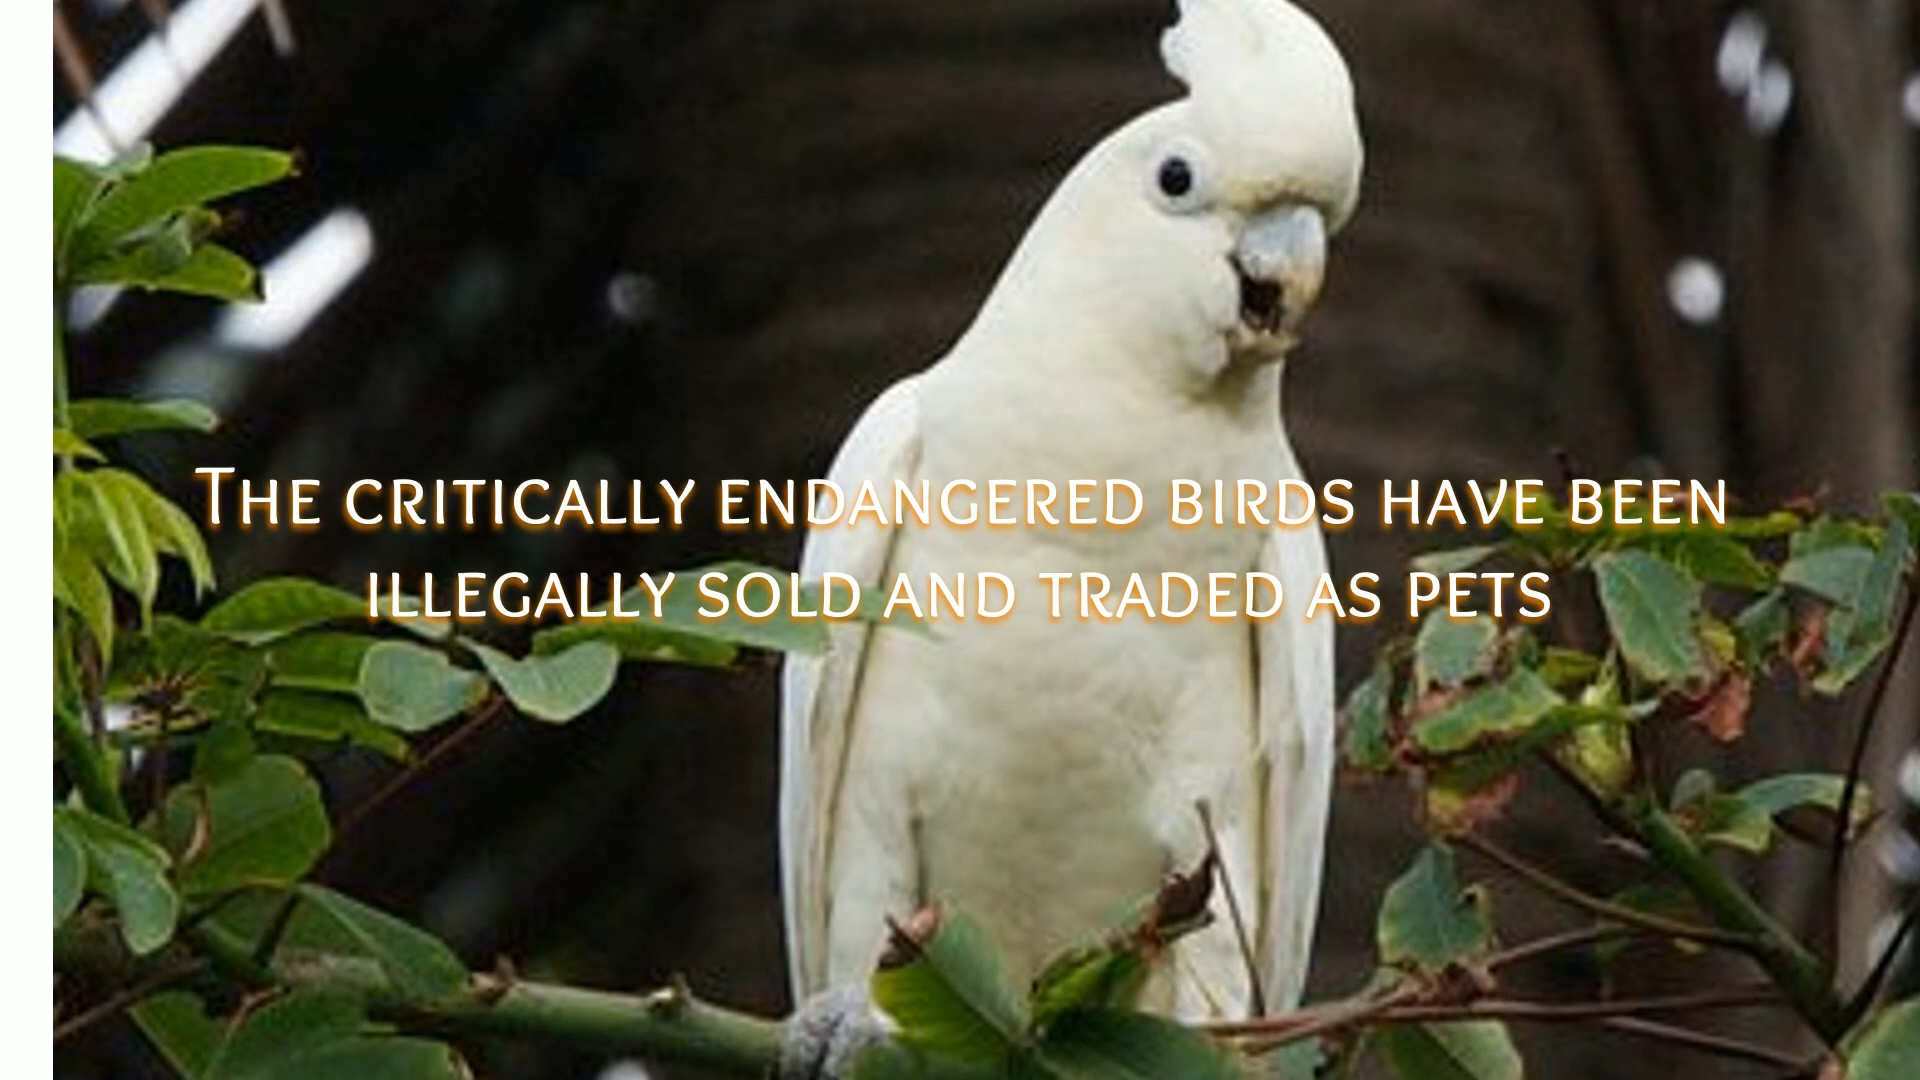 The critically endangered birds have been
illegally sold and traded as pets